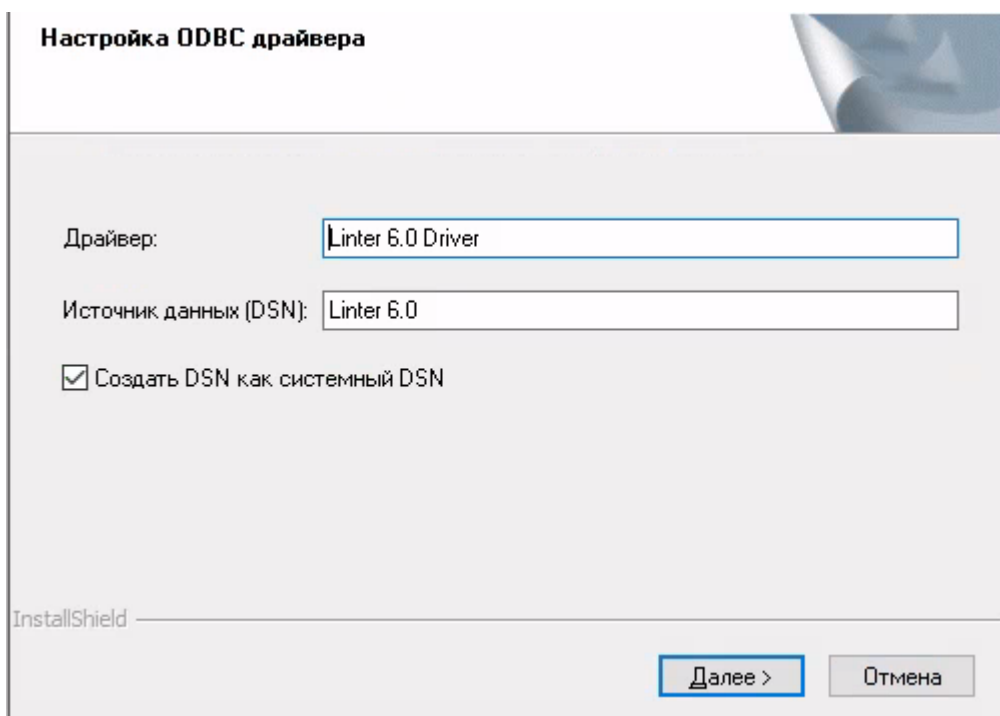 Настройка ODBC драйвера
Драйвер: Linter 6.0 Driver
Источник данных (DSN): Linter 6.0
Создать DSN как системный DSN
InstallShield
Далее > Отмена